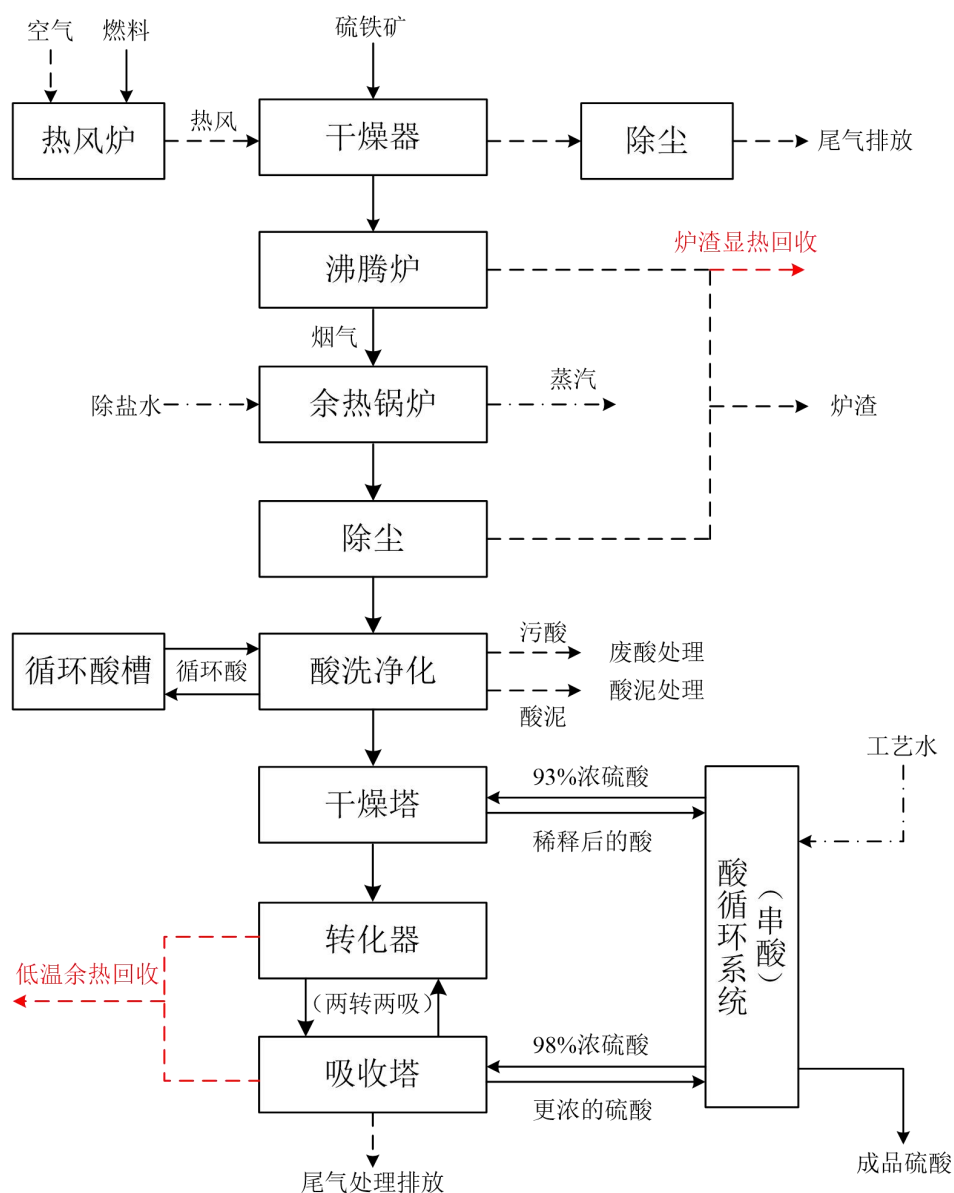 空气
燃料
硫铁矿
热风炉
热风
干燥器
除尘
尾气排放
沸腾炉
炉渣显热回收
烟气
除盐水
余热锅炉
蒸汽
炉渣
除尘
循环酸槽
循环酸
酸洗净化
污酸
废酸处理
酸泥处理
酸泥
工艺水
干燥塔
93%浓硫酸
稀释后的酸
酸循环系统
（串酸）
转化器
低温余热回收
（两转两吸）
吸收塔
98%浓硫酸
更浓的硫酸
尾气处理排放
成品硫酸